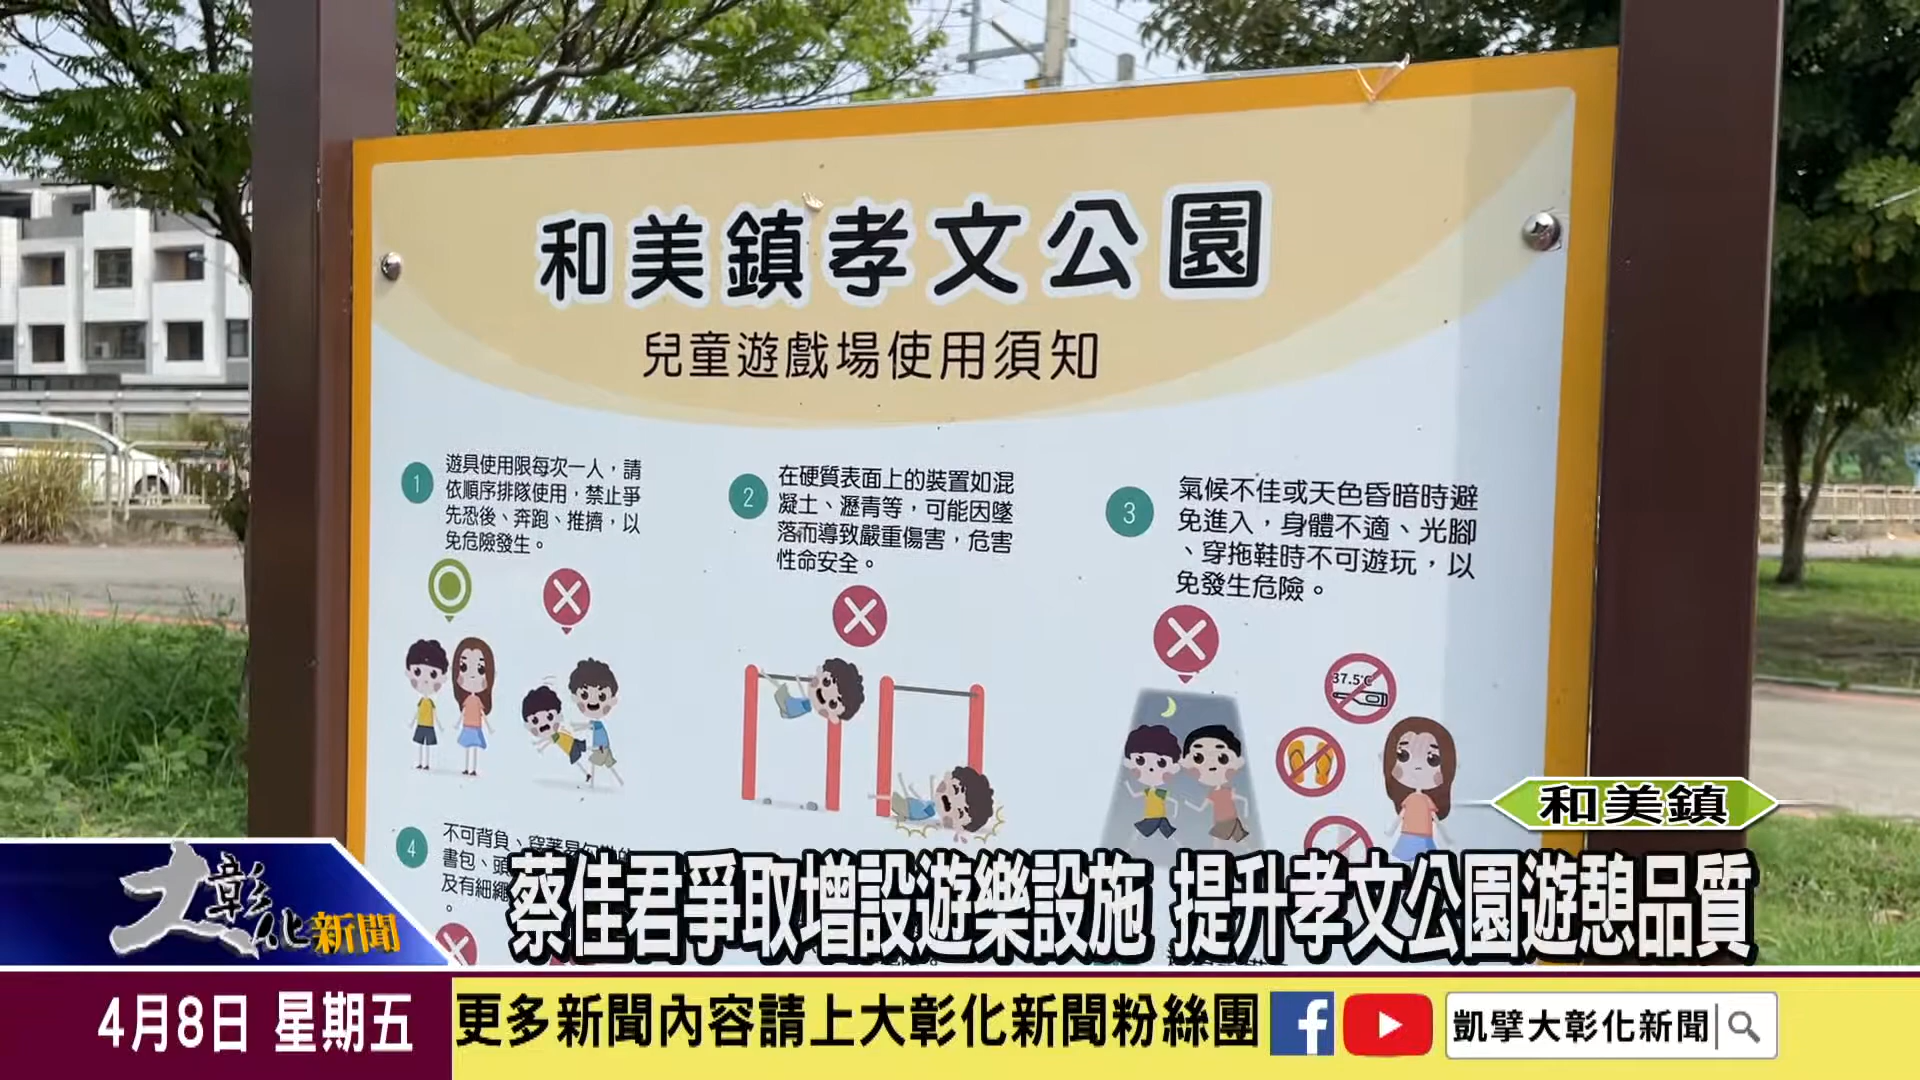 和美鎮孝文公園
兒童遊戲場使用須知
1
遊具使用限每次一人，請
依順序排隊使用，禁止爭
先恐後、奔跑、推擠，以
免危險發生。
2
在硬質表面上的裝置如混
凝土、瀝青等，可能因墜
落而導致嚴重傷害，危害
性命安全。
3
氣候不佳或天色昏暗時避
免進入，身體不適、光腳
、穿拖鞋時不可遊玩，以
免發生危險。
37.5℃
4
不可背負、穿著
書包、頭
及有細繩
。
和美鎮
蔡佳君爭取增設遊樂設施 提升孝文公園遊憩品質
大彰化新聞
4月8日 星期五
更多新聞內容請上大彰化新聞粉絲團
f
凱擘大彰化新聞